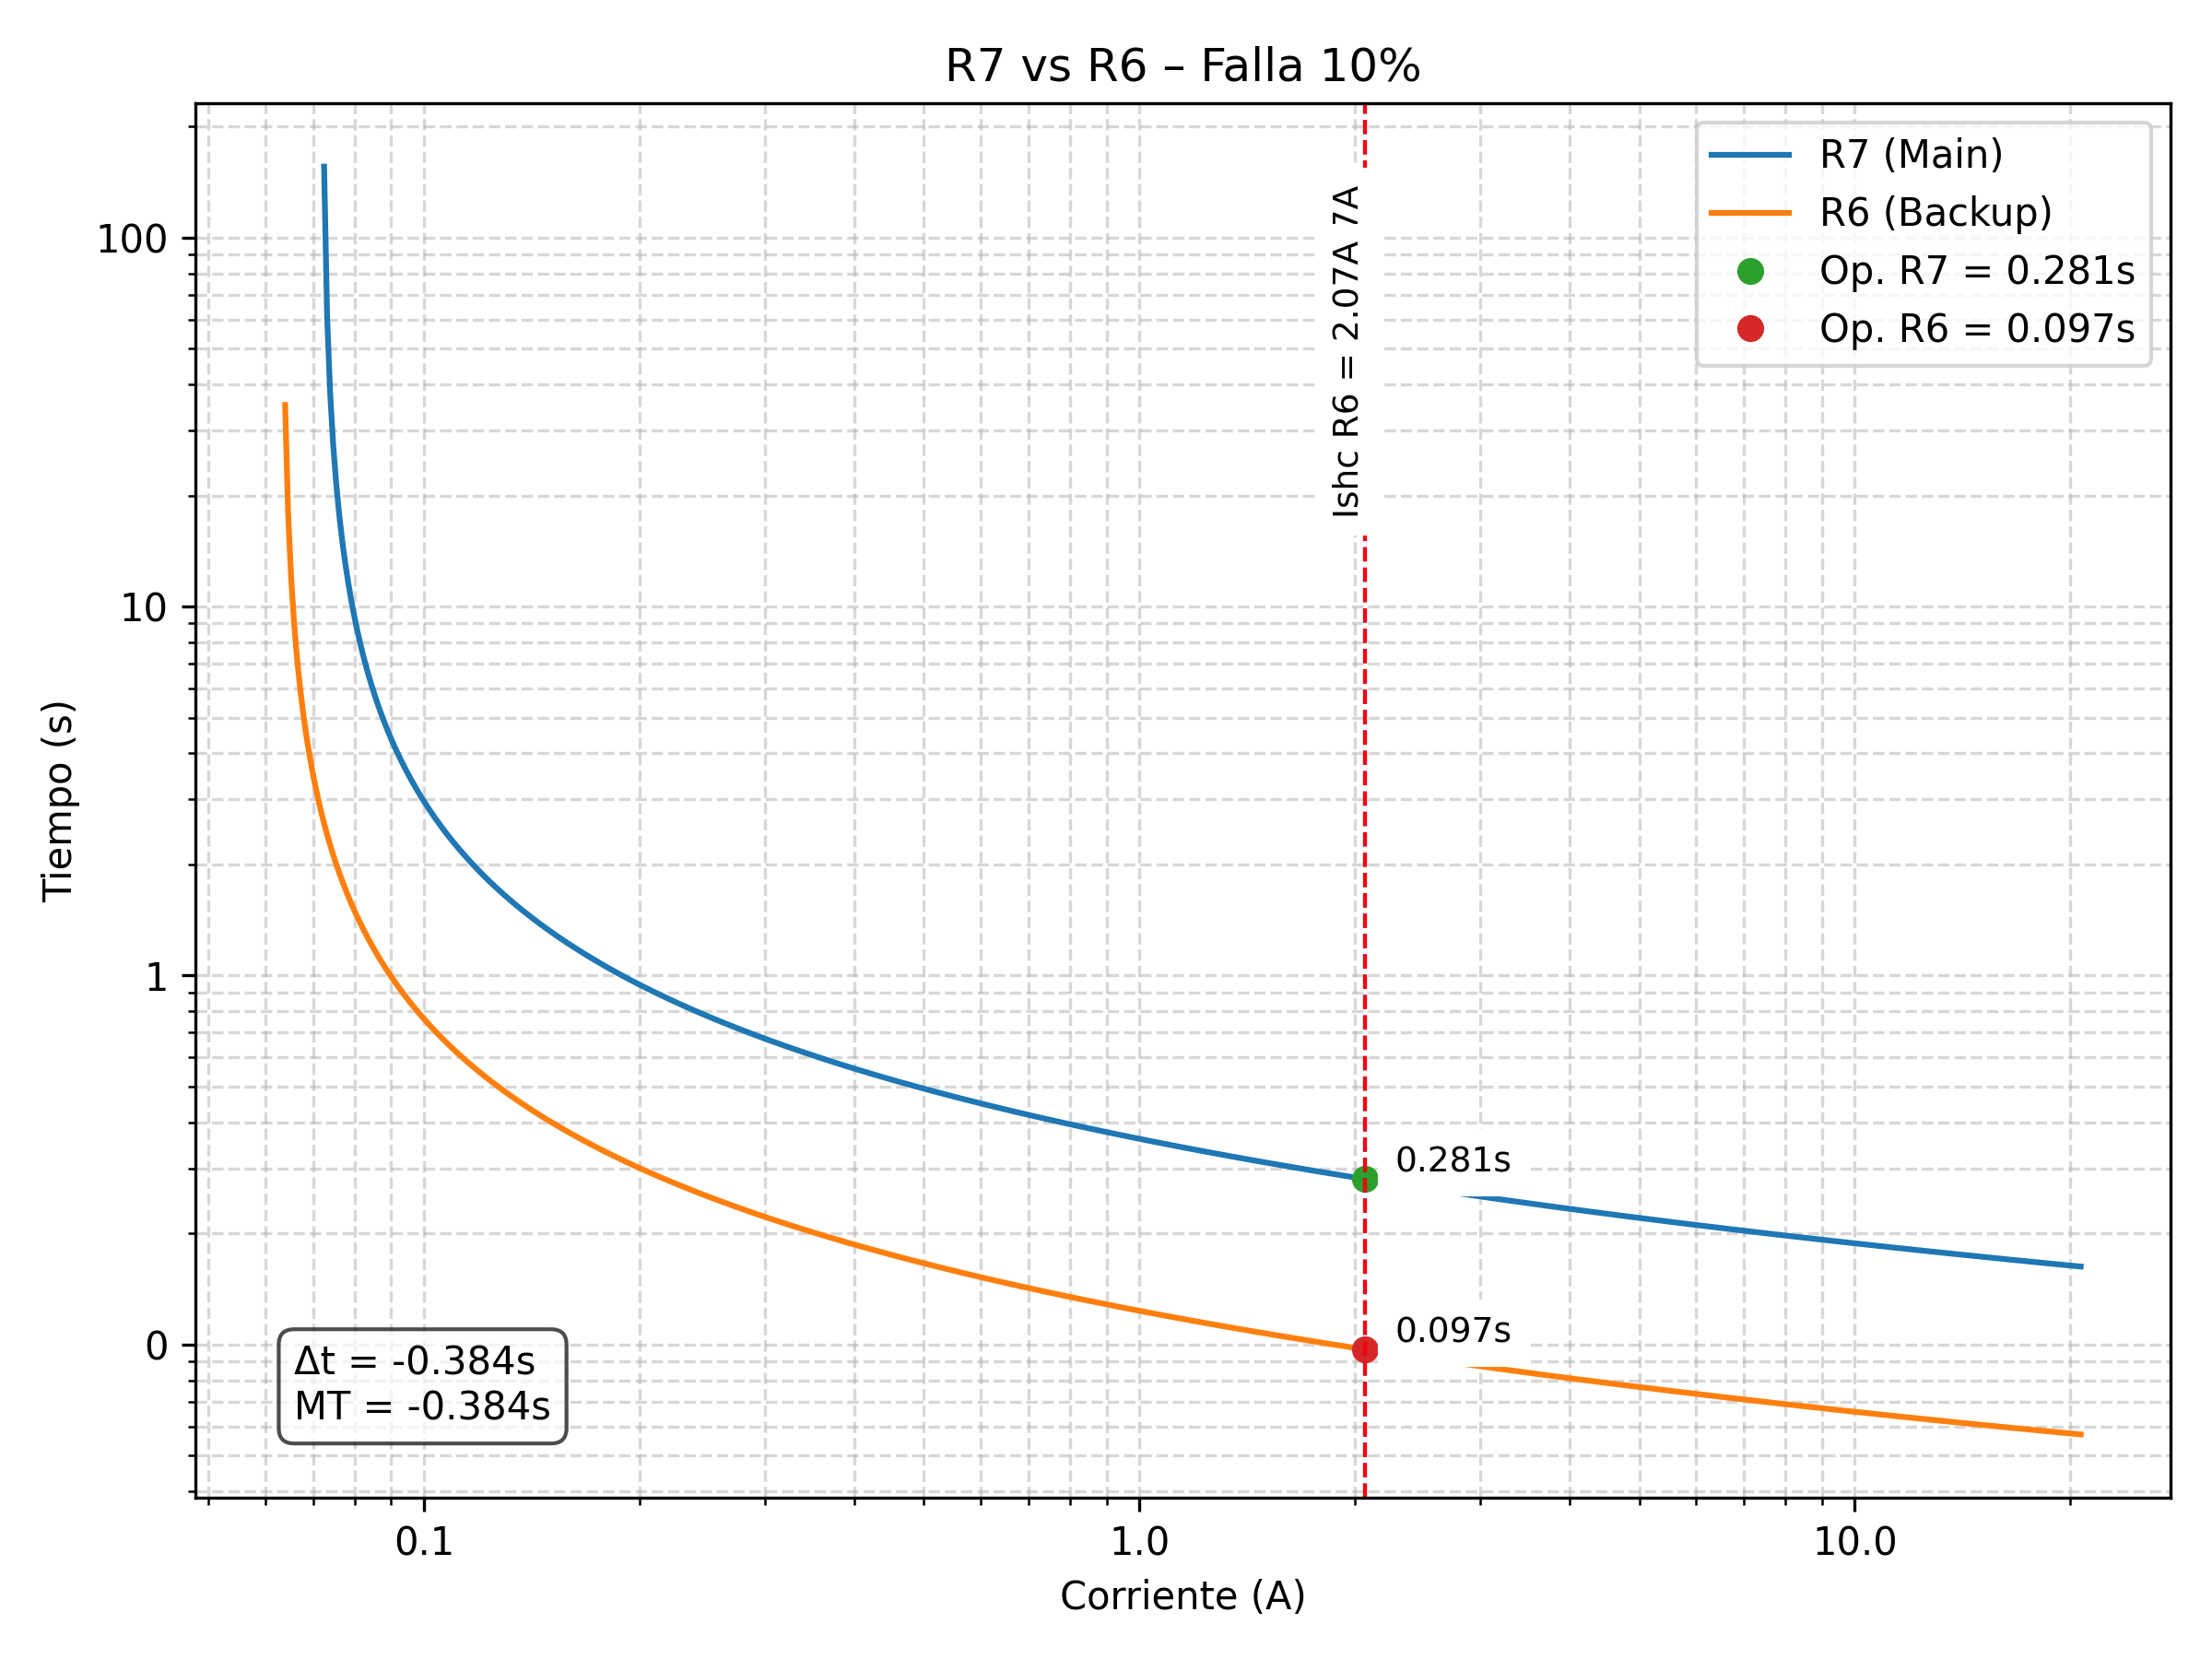 R7 vs R6 – Falla 10%
R7 (Main)
R6 (Backup)
Op. R7 = 0.281s
Op. R6 = 0.097s
Ishc R6 = 2.07A 7A
100
10
1
0
Tiempo (s)
0.281s
0.097s
Δt = -0.384s
MT = -0.384s
0.1
1.0
10.0
Corriente (A)